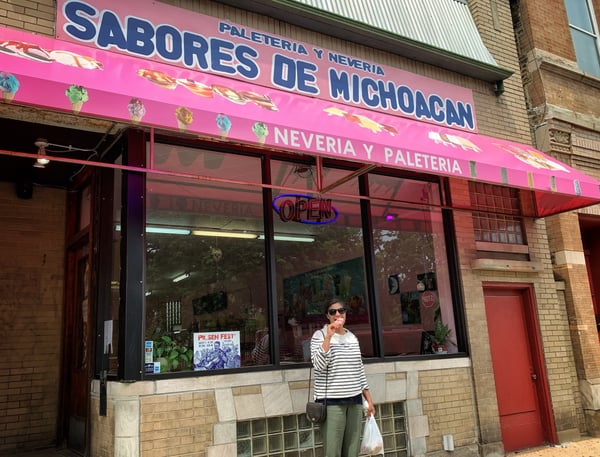 PALETERIA Y NEVERIA
SABORES DE MICHOACAN
NEVERIA Y PALETERIA
OPEN
PILSEN FEST